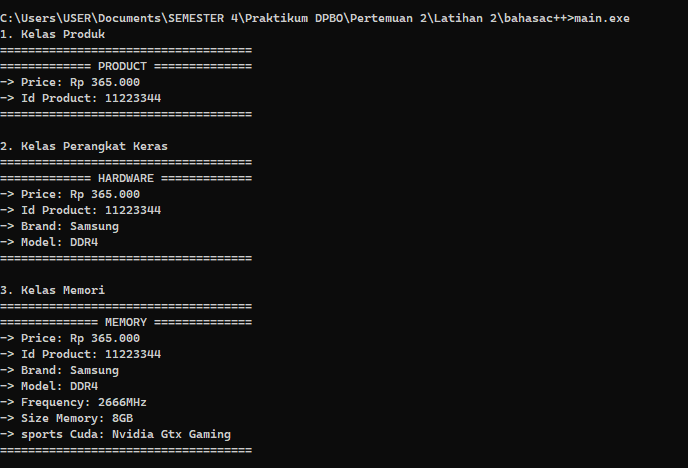 C:\Users\USER\Documents\SEMESTER 4\Praktikum DPBO\Pertemuan 2\Latihan 2\bahasac++>main.exe
1. Kelas Produk
====================================
============= PRODUCT ==============
-> Price: Rp 365.000
-> Id Product: 11223344
====================================
2. Kelas Perangkat Keras
====================================
============= HARDWARE =============
-> Price: Rp 365.000
-> Id Product: 11223344
-> Brand: Samsung
-> Model: DDR4
====================================
3. Kelas Memori
====================================
============== MEMORY ==============
-> Price: Rp 365.000
-> Id Product: 11223344
-> Brand: Samsung
-> Model: DDR4
-> Frequency: 2666MHz
-> Size Memory: 8GB
-> sports Cuda: Nvidia Gtx Gaming
====================================